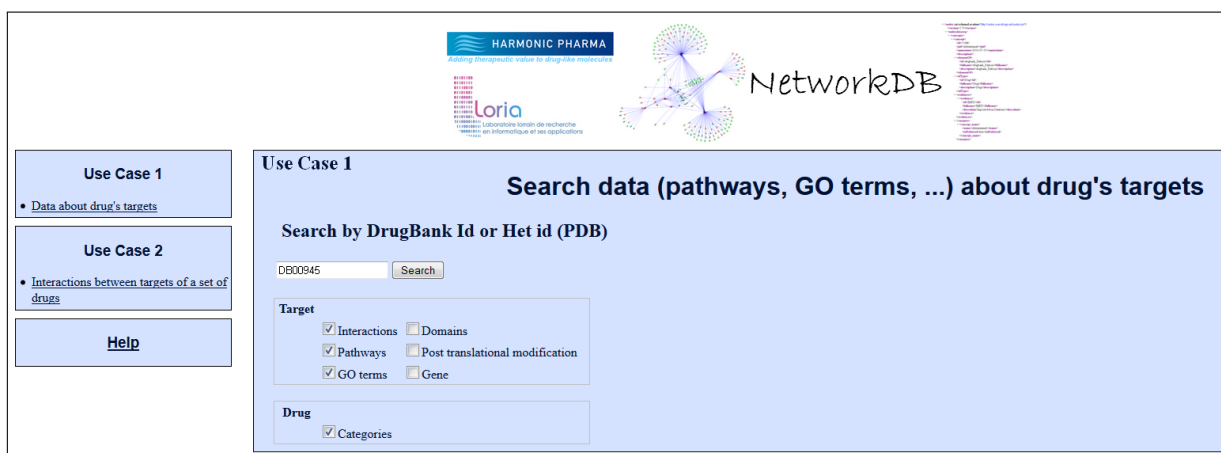 HARMONIC PHARMA
Adding therapeutic value to drug-like molecules
Loria
Laboratoire lorrain de recherche
en informatique et ses applications
NetworkDB
Use Case 1
Data about drug's targets
Use Case 2
Interactions between targets of a set of
drugs
Help
Use Case 1
Search data (pathways, GO terms, ...) about drug's targets
Search by DrugBank Id or Het id (PDB)
DB00945 Search
Target
Interactions Domains
Pathways Post translational modification
GO terms Gene
Drug
Categories